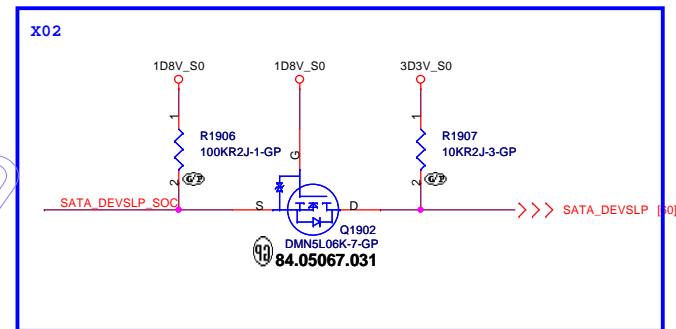 X02
1D8V_S0
1D8V_S0
3D3V_S0
1
1
R1906
100KR2J-1-GP
R1907
10KR2J-3-GP
G
2
2
SATA_DEVSLP_SOC
S
D
SATA_DEVSLP
Q1902
DMN5L06K-7-GP
84.05067.031